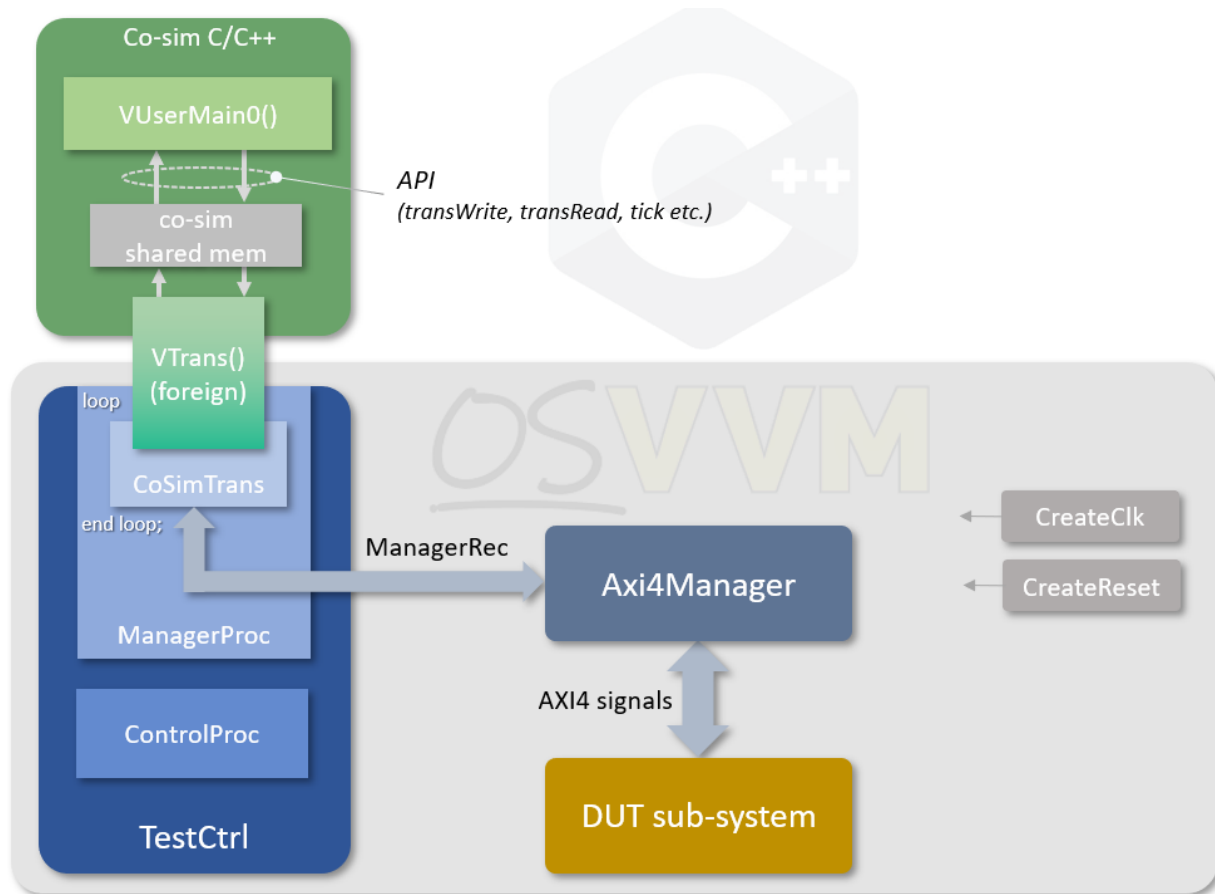 Co-sim C/C++
VUserMain0()
API
(transWrite, transRead, tick etc.)
co-sim
shared mem
VTrans()
(foreign)
loop
CoSimTrans
end loop;
ManagerProc
ControlProc
TestCtrl
C++
OSVVM
ManagerRec
Axi4Manager
AXI4 signals
DUT sub-system
CreateClk
CreateReset